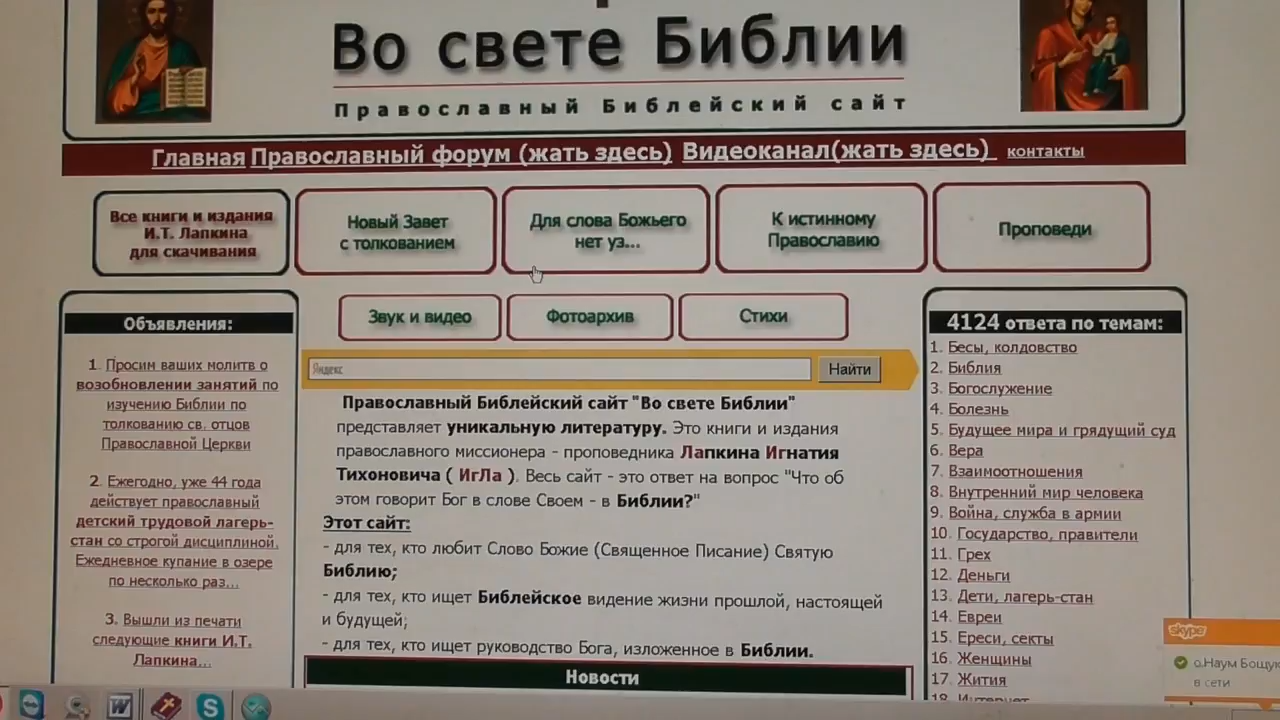 Во свете Библии
Православный Библейский сайт
Главная Православный форум (жать здесь) Видеоканал(жать здесь) контакты
Все книги и издания
И.Т. Лапкина
для скачивания
Новый Завет
с толкованием
Для слова Божьего
нет уз...
К истинному
Православию
Проповеди
Звук и видео
Фотоархив
Стихи
Объявления:
1. Просим ваших молитв о
возобновлении занятий по
изучению Библии по
толкованию св. отцов
Православной Церкви
2. Ежегодно, уже 44 года
действует православный
детский трудовой лагерь-
стан со строгой дисциплиной.
Ежедневное купание в озере
по несколько раз...
3. Вышли из печати
следующие книги И.Т.
Лапкина...
Яндекс
Найти
Православный Библейский сайт "Во свете Библии"
представляет уникальную литературу. Это книги и издания
православного миссионера - проповедника Лапкина Игнатия
Тихоновича ( ИгЛа ). Весь сайт - это ответ на вопрос "Что об
этом говорит Бог в слове Своем - в Библии?"
Этот сайт:
- для тех, кто любит Слово Божие (Священное Писание) Святую
Библию;
- для тех, кто ищет Библейское видение жизни прошлой, настоящей
и будущей;
- для тех, кто ищет руководство Бога, изложенное в Библии.
Новости
4124 ответа по темам:
1. Бесы, колдовство
2. Библия
3. Богослужение
4. Болезнь
5. Будущее мира и грядущий суд
6. Вера
7. Взаимоотношения
8. Внутренний мир человека
9. Война, служба в армии
10. Государство, правители
11. Грех
12. Деньги
13. Дети, лагерь-стан
14. Евреи
15. Ереси, секты
16. Женщины
17. Жития
18. Интернет
skype
о.Наум Бощук
в сети